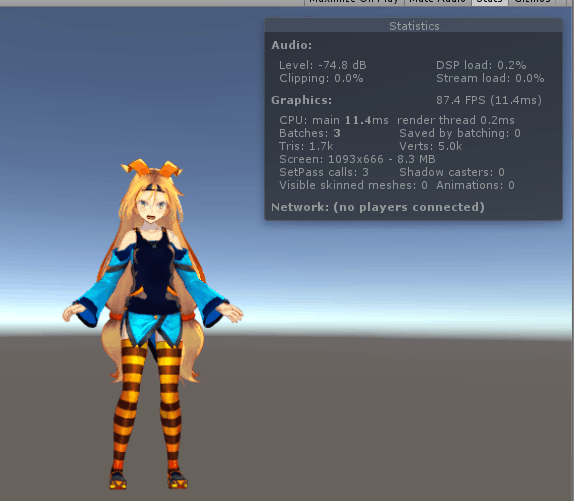 Maximize On Play Mute Audio Stats Gizmos
Statistics
Audio:
Level: -74.8 dB DSP load: 0.2%
Clipping: 0.0% Stream load: 0.0%
Graphics: 87.4 FPS (11.4ms)
CPU: main 11.4ms render thread 0.2ms
Batches: 3 Saved by batching: 0
Tris: 1.7k Verts: 5.0k
Screen: 1093x666 - 8.3 MB
SetPass calls: 3 Shadow casters: 0
Visible skinned meshes: 0 Animations: 0
Network: (no players connected)